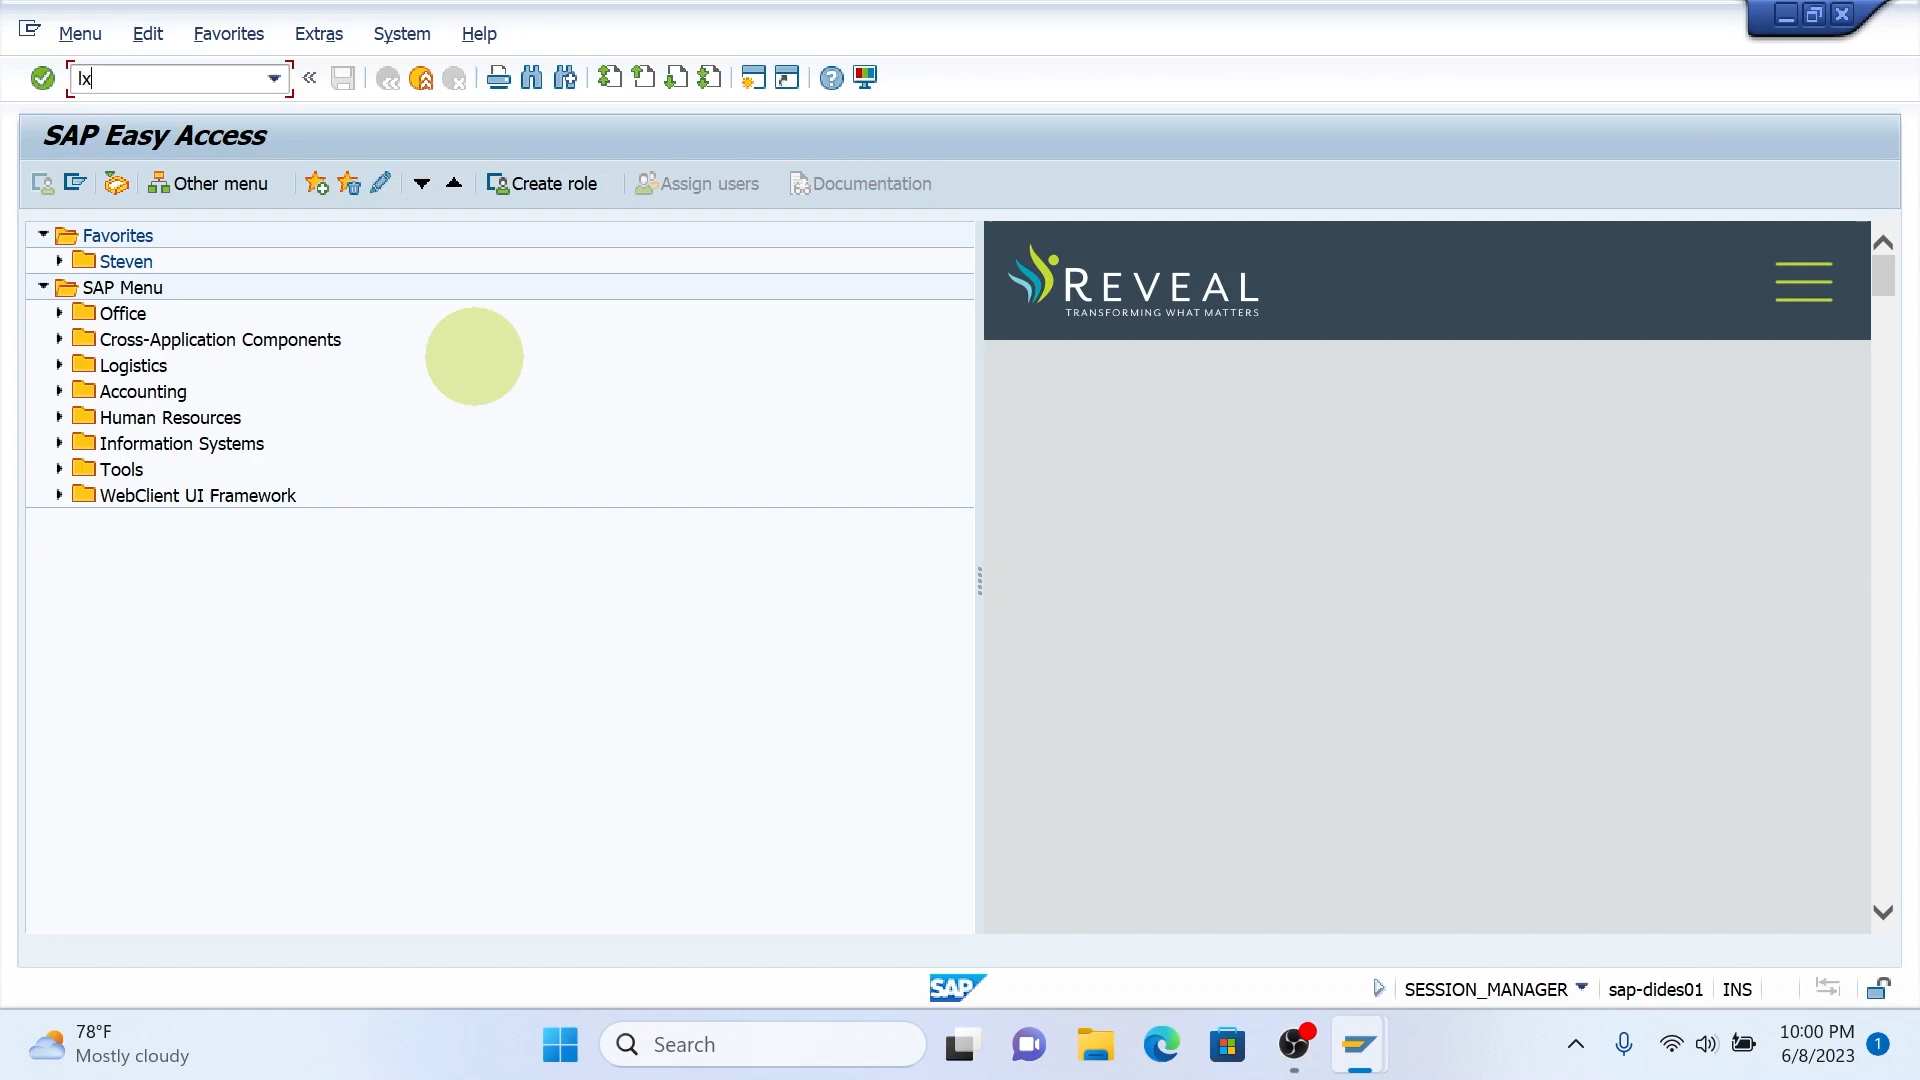 Menu Edit Favorites Extras System Help
lx
SAP Easy Access
Other menu Create role Assign users Documentation
Favorites
Steven
SAP Menu
Office
Cross-Application Components
Logistics
Accounting
Human Resources
Information Systems
Tools
WebClient UI Framework
REVEAL
TRANSFORMING WHAT MATTERS
SAP SESSION_MANAGER sap-dides01 INS
78°F
Mostly cloudy
Search
10:00 PM
6/8/2023
1